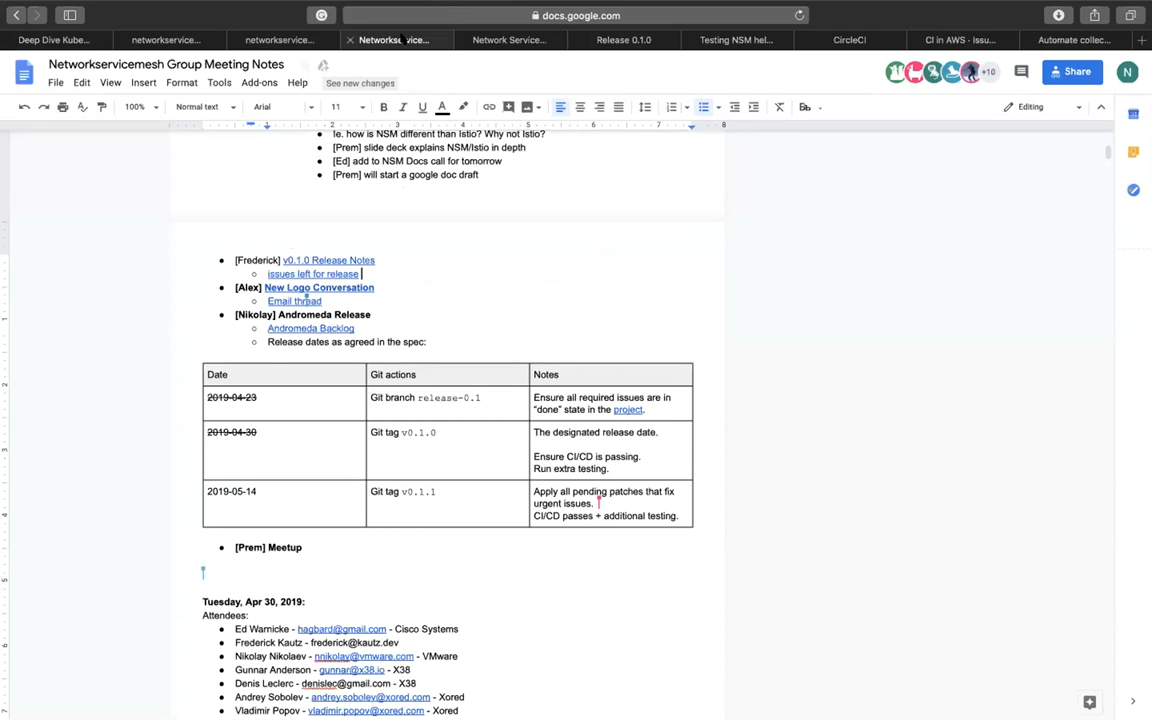 docs.google.com
Deep Dive Kube...
networkservice...
networkservice...
Networkservice...
Network Service...
Release 0.1.0
Testing NSM hel...
CircleCI
CI in AWS · Issu...
Automate collec...
Networkservicemesh Group Meeting Notes
File Edit View Insert Format Tools Add-ons Help See new changes
+10
Share
N
100% Normal text Arial 11 B I U A Editing
1 1 2 3 4 5 6 7 8
Ie. how is NSM different than Istio? Why not Istio?
[Prem] slide deck explains NSM/Istio in depth
[Ed] add to NSM Docs call for tomorrow
[Prem] will start a google doc draft
[Frederick] v0.1.0 Release Notes
issues left for release
[Alex] New Logo Conversation
Email thread
[Nikolay] Andromeda Release
Andromeda Backlog
Release dates as agreed in the spec:
Date Git actions Notes
2019-04-23 Git branch release-0.1 Ensure all required issues are in
"done" state in the project.
2019-04-30 Git tag v0.1.0 The designated release date.
Ensure CI/CD is passing.
Run extra testing.
2019-05-14 Git tag v0.1.1 Apply all pending patches that fix
urgent issues.
CI/CD passes + additional testing.
[Prem] Meetup
Tuesday, Apr 30, 2019:
Attendees:
Ed Warnicke - hagbard@gmail.com - Cisco Systems
Frederick Kautz - frederick@kautz.dev
Nikolay Nikolaev - nnikolay@vmware.com - VMware
Gunnar Anderson - gunnar@x38.io - X38
Denis Leclerc - denislec@gmail.com - X38
Andrey Sobolev - andrey.sobolev@xored.com - Xored
Vladimir Popov - vladimir.popov@xored.com - Xored